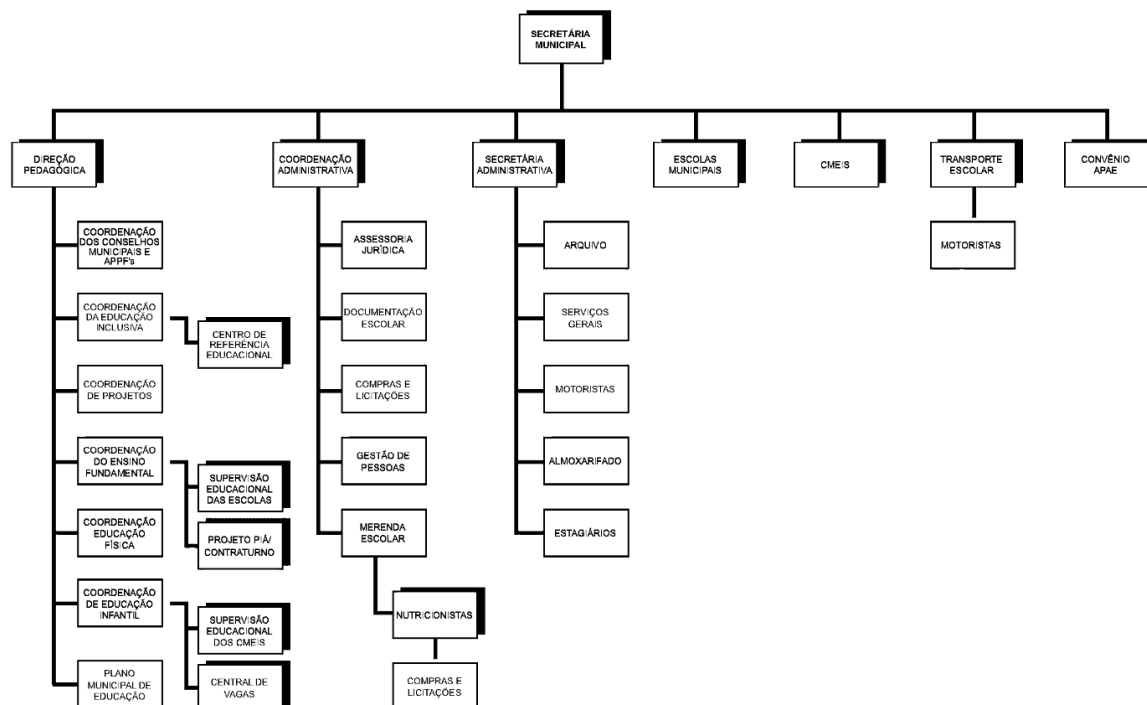 SECRETÁRIA
MUNICIPAL
DIREÇÃO
PEDAGÓGICA
COORDENAÇÃO
ADMINISTRATIVA
SECRETÁRIA
ADMINISTRATIVA
ESCOLAS
MUNICIPAIS
CMEIS
TRANSPORTE
ESCOLAR
CONVÊNIO
APAE
COORDENAÇÃO
DOS CONSELHOS
MUNICIPAIS E
APPF's
ASSESSORIA
JURÍDICA
ARQUIVO
MOTORISTAS
COORDENAÇÃO
DA EDUCAÇÃO
INCLUSIVA
CENTRO DE
REFERÊNCIA
EDUCACIONAL
DOCUMENTAÇÃO
ESCOLAR
SERVIÇOS
GERAIS
COORDENAÇÃO
DE PROJETOS
COMPRAS E
LICITAÇÕES
MOTORISTAS
COORDENAÇÃO
DO ENSINO
FUNDAMENTAL
SUPERVISÃO
EDUCACIONAL
DAS ESCOLAS
GESTÃO DE
PESSOAS
ALMOXARIFADO
COORDENAÇÃO
EDUCAÇÃO
FÍSICA
PROJETO PIÁ/
CONTRATURNO
MERENDA
ESCOLAR
ESTAGIÁRIOS
COORDENAÇÃO
DE EDUCAÇÃO
INFANTIL
SUPERVISÃO
EDUCACIONAL
DOS CMEIS
NUTRICIONISTAS
PLANO
MUNICIPAL DE
EDUCAÇÃO
CENTRAL DE
VAGAS
COMPRAS E
LICITAÇÕES